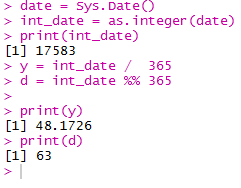 > date = Sys.Date()
> int_date = as.integer(date)
> print(int_date)
[1] 17583
> y = int_date /  365
> d = int_date %% 365
>
> print(y)
[1] 48.1726
> print(d)
[1] 63
>